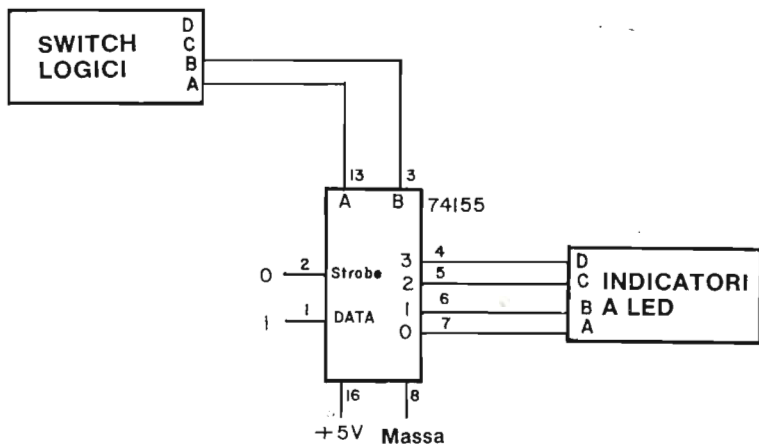 D
SWITCH C
LOGICI B
A
13 3
A B 74155
3 4 D
0 2 Strobe 2 5 C INDICATORI
1 1 DATA 1 6 B A LED
0 7 A
16 8
+5V Massa